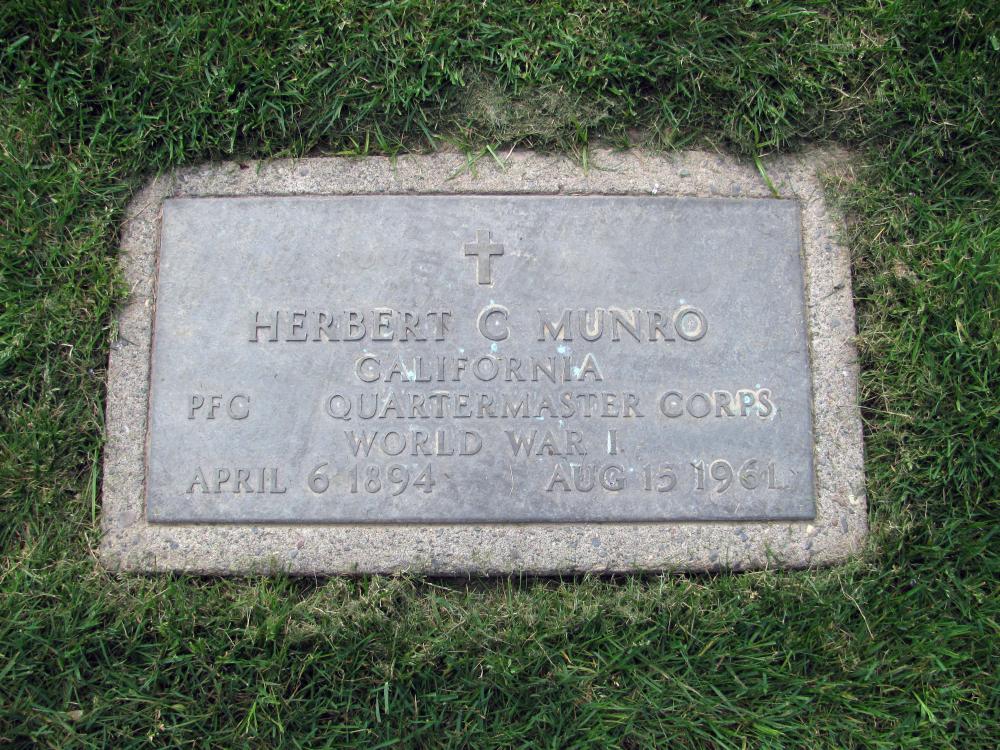 HERBERT C MUNRO
CALIFORNIA
PFC QUARTERMASTER CORPS
WORLD WAR I
APRIL 6 1894 AUG 15 1961